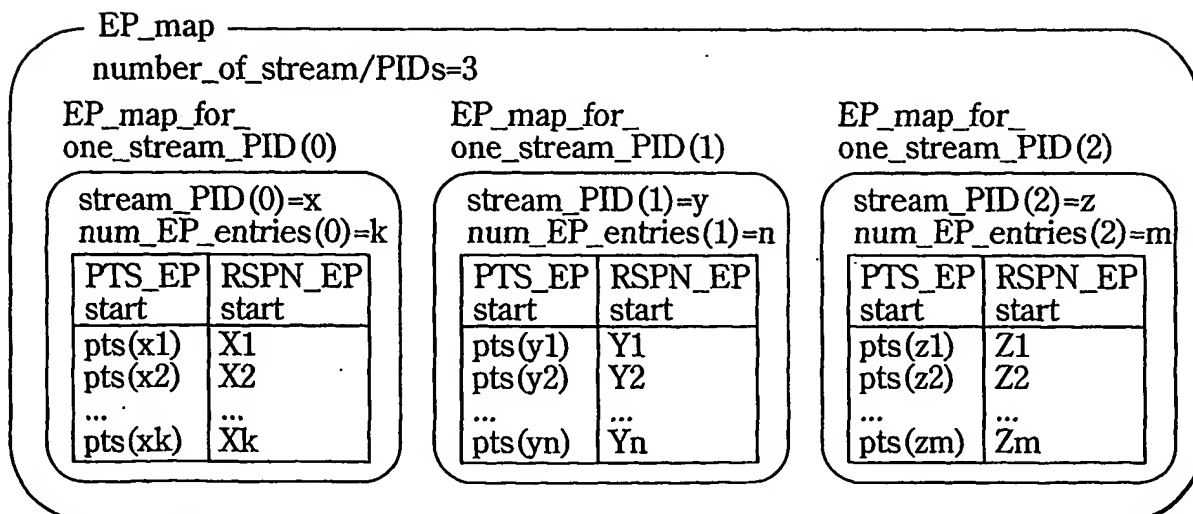 EP_map
number_of_stream/PIDs=3
EP_map_for_
one_stream_PID(0)
stream_PID(0)=x
num_EP_entries(0)=k
PTS_EP RSPN_EP
start start
pts(x1) X1
pts(x2) X2
... ...
pts(xk) Xk
EP_map_for_
one_stream_PID(1)
stream_PID(1)=y
num_EP_entries(1)=n
PTS_EP RSPN_EP
start start
pts(y1) Y1
pts(y2) Y2
... ...
pts(yn) Yn
EP_map_for_
one_stream_PID(2)
stream_PID(2)=z
num_EP_entries(2)=m
PTS_EP RSPN_EP
start start
pts(z1) Z1
pts(z2) Z2
... ...
pts(zm) Zm